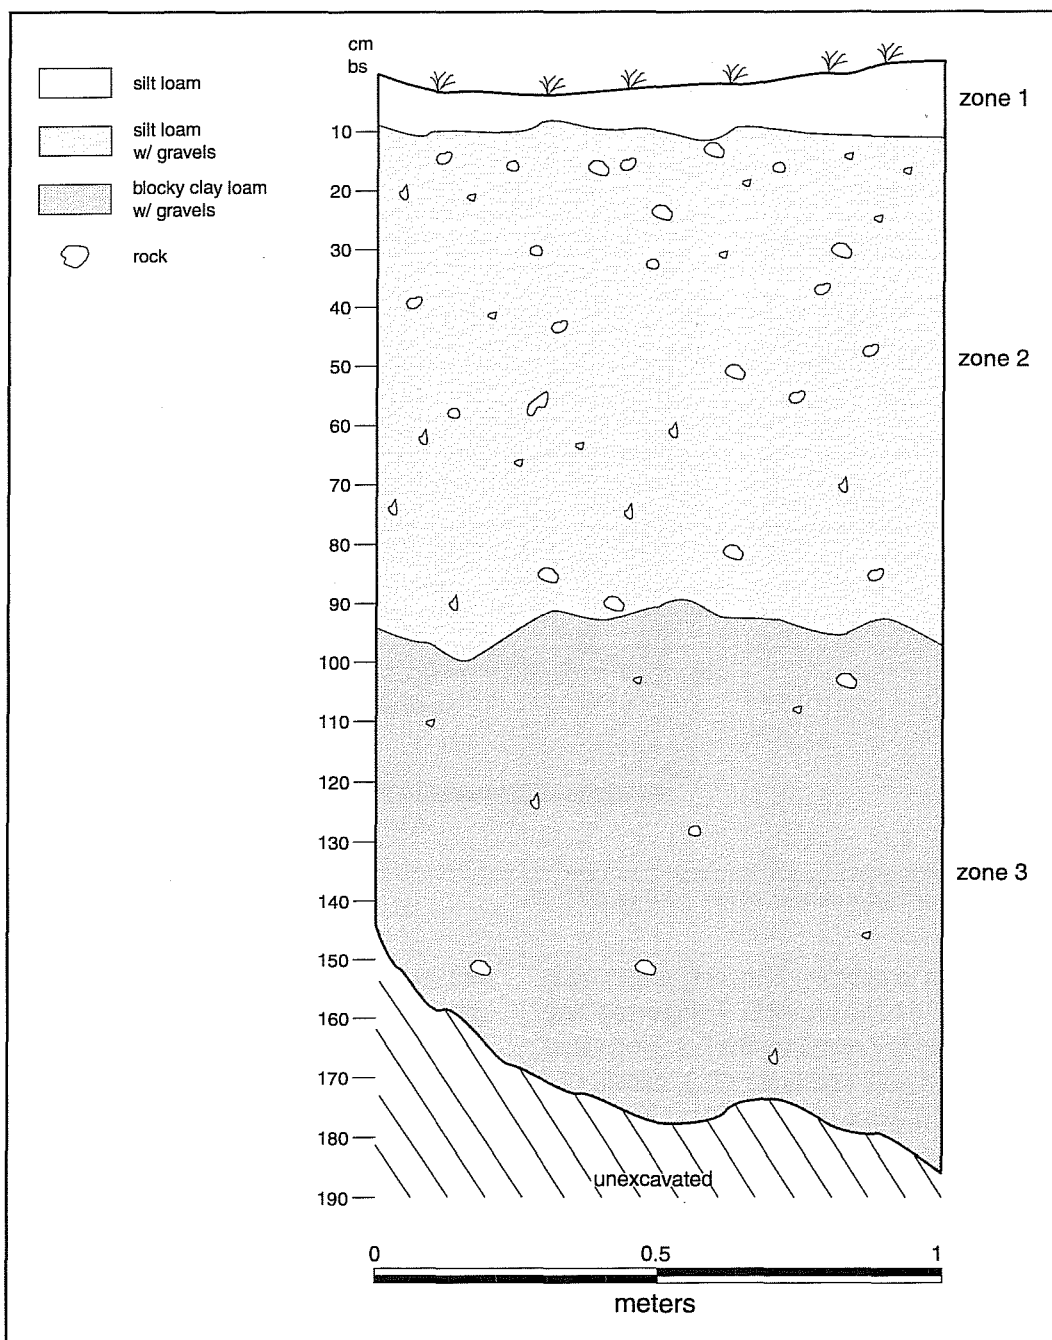 silt loam
silt loam
w/ gravels
blocky clay loam
w/ gravels
rock
cm
bs
10
20
30
40
50
60
70
80
90
100
110
120
130
140
150
160
170
180
190
zone 1
zone 2
zone 3
unexcavated
0 0.5 1
meters